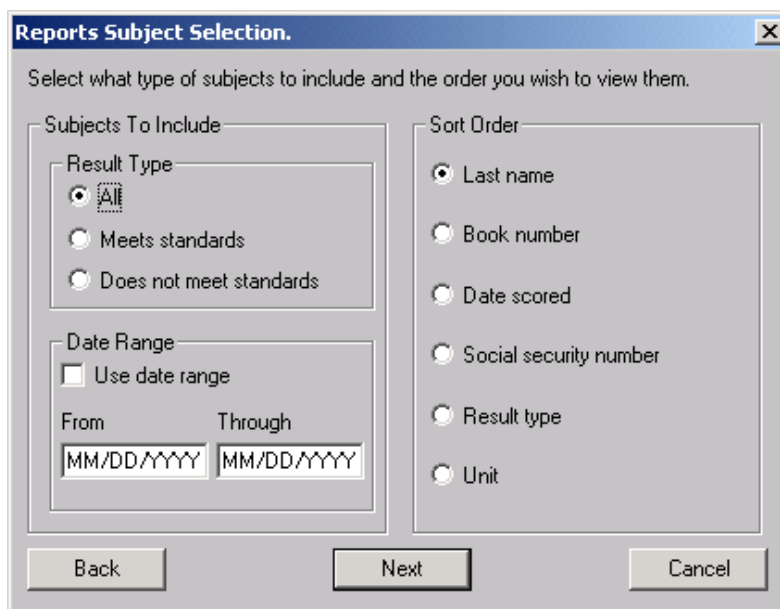 Reports Subject Selection.
Select what type of subjects to include and the order you wish to view them.
Subjects To Include
Result Type
All
Meets standards
Does not meet standards
Date Range
Use date range
From Through
MM/DD/YYYY MM/DD/YYYY
Sort Order
Last name
Book number
Date scored
Social security number
Result type
Unit
Back Next Cancel